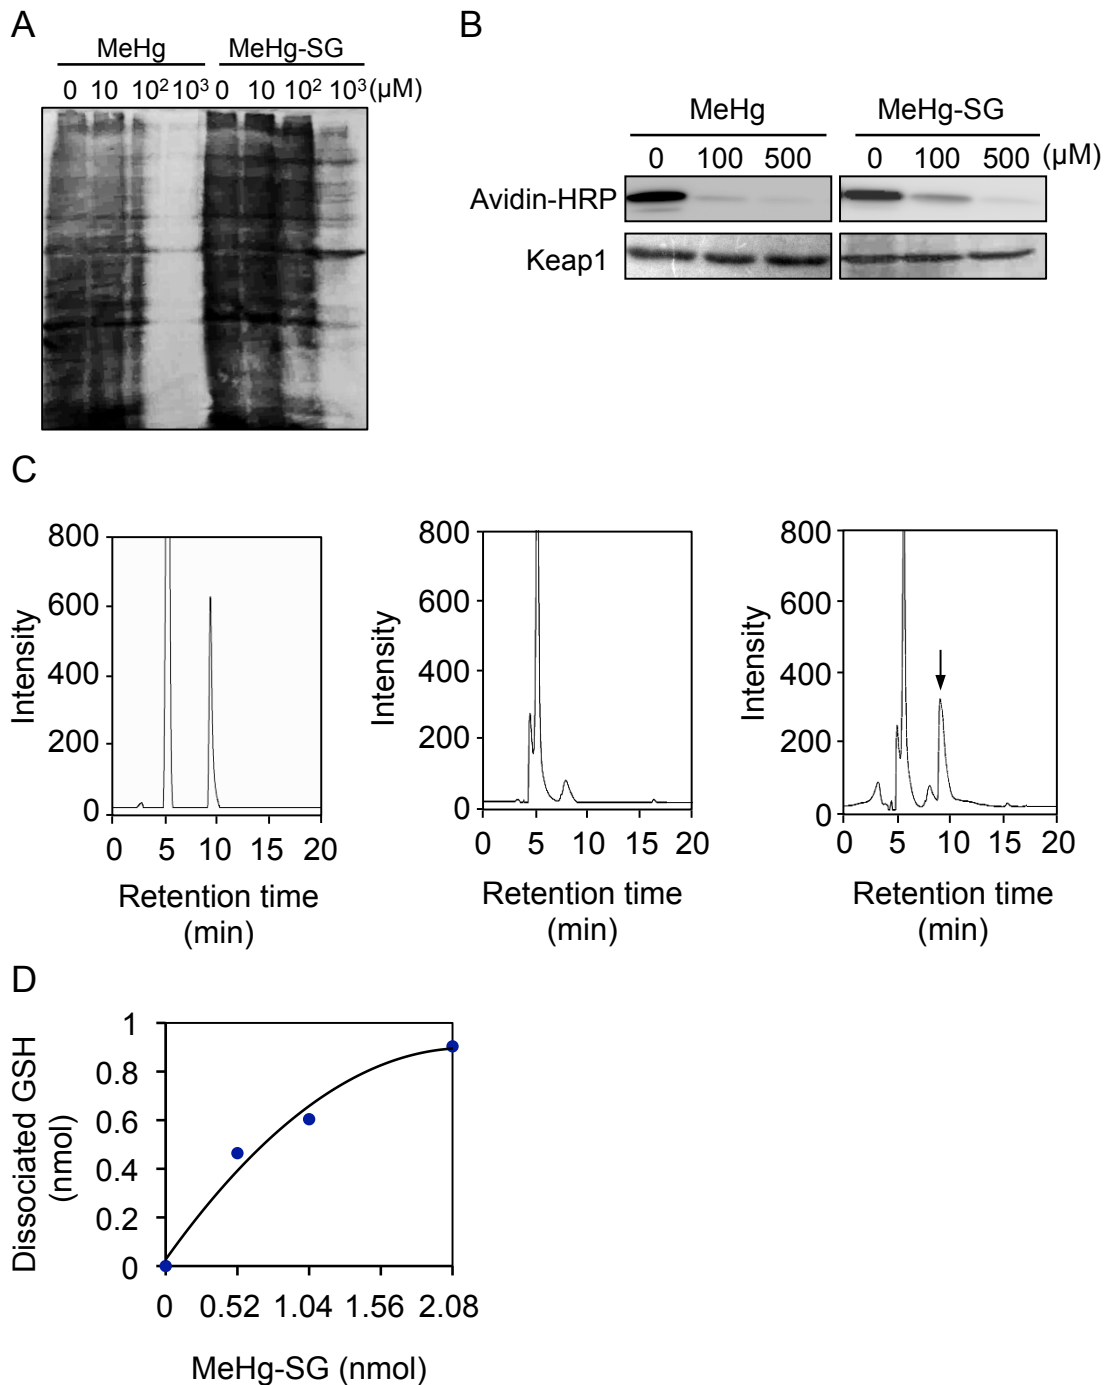 A
MeHg MeHg-SG
0 10 10² 10³ 0 10 10² 10³ (μM)
B
MeHg MeHg-SG
0 100 500 0 100 500 (μM)
Avidin-HRP
Keap1
C
800 800 800
600 600 600
400 400 400
200 200 200
0 0 0
Intensity Intensity Intensity
0 5 10 15 20 0 5 10 15 20 0 5 10 15 20
Retention time Retention time Retention time
(min) (min) (min)
D
1
0.8
0.6
0.4
0.2
0
Dissociated GSH
(nmol)
0 0.52 1.04 1.56 2.08
MeHg-SG (nmol)